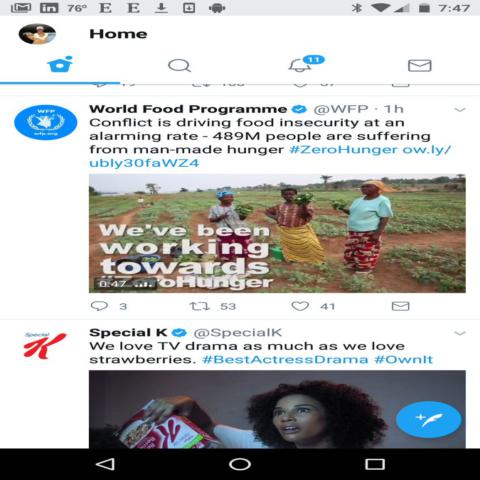 in 76° E E 7:47
Home
11
World Food Programme @WFP · 1h
Conflict is driving food insecurity at an
alarming rate - 489M people are suffering
from man-made hunger #ZeroHunger ow.ly/
ubly30faWZ4
WFP
wfp.org
We've been
working
towards
#ZeroHunger
0:47
3 53 41
Special K @SpecialK
We love TV drama as much as we love
strawberries. #BestActressDrama #OwnIt
Special
K
K